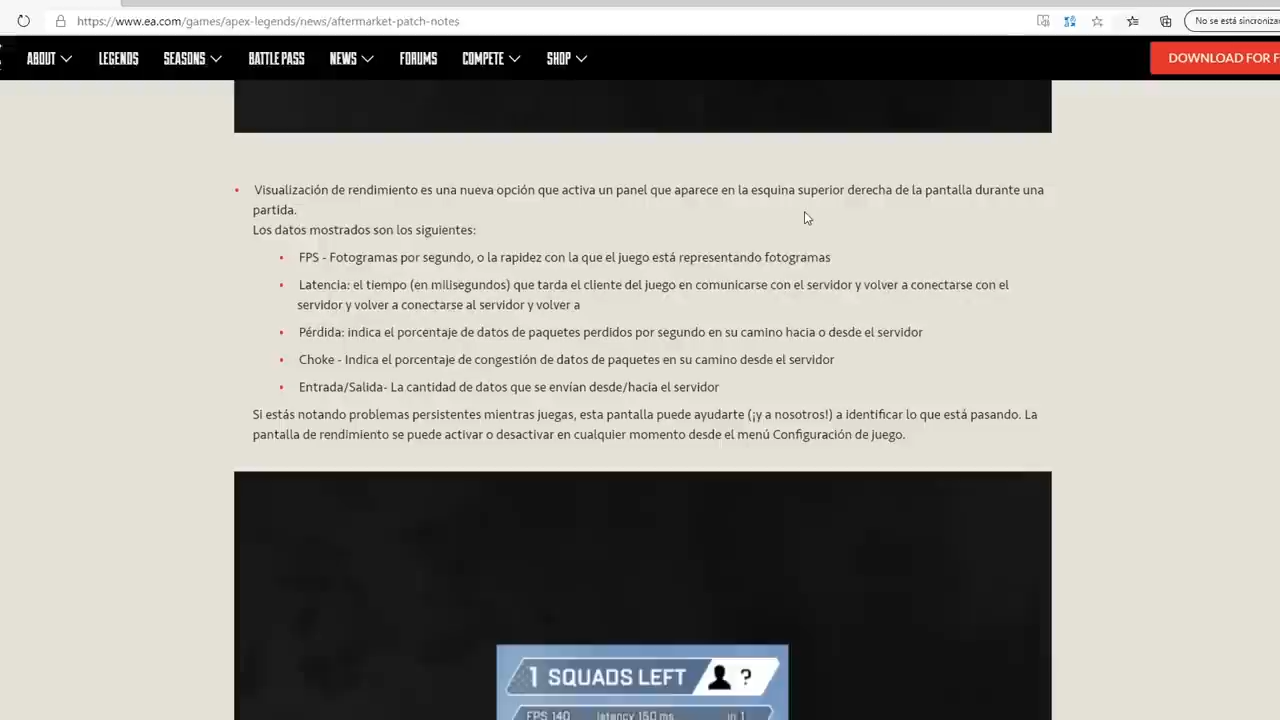 https://www.ea.com/games/apex-legends/news/aftermarket-patch-notes
No se está sincroniza
ABOUT LEGENDS SEASONS BATTLE PASS NEWS FORUMS COMPETE SHOP
DOWNLOAD FOR F
• Visualización de rendimiento es una nueva opción que activa un panel que aparece en la esquina superior derecha de la pantalla durante una
partida.
Los datos mostrados son los siguientes:
• FPS - Fotogramas por segundo, o la rapidez con la que el juego está representando fotogramas
• Latencia: el tiempo (en milisegundos) que tarda el cliente del juego en comunicarse con el servidor y volver a conectarse con el
servidor y volver a conectarse al servidor y volver a
• Pérdida: indica el porcentaje de datos de paquetes perdidos por segundo en su camino hacia o desde el servidor
• Choke - Indica el porcentaje de congestión de datos de paquetes en su camino desde el servidor
• Entrada/Salida- La cantidad de datos que se envían desde/hacia el servidor
Si estás notando problemas persistentes mientras juegas, esta pantalla puede ayudarte (¡y a nosotros!) a identificar lo que está pasando. La
pantalla de rendimiento se puede activar o desactivar en cualquier momento desde el menú Configuración de juego.
1 SQUADS LEFT ?
FPS 140 latency 150 ms in 1